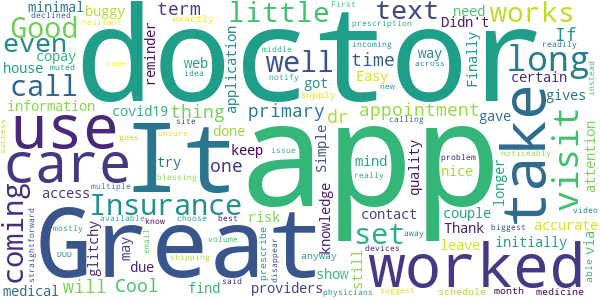 minimal
declined
hesitant
buggy
term
exactly
Good
even
copay
house
muted
doctor
little
text
need
works
First
prescription
Didn't
incoming
reminder
web
idea
application
well
time
Easy
way
across
middle
notify
readily
long
If
Finally
call
information
covid19
thing
dr
got
supply
new
gives
certain
instead
use
primary
appointment
gave
care
It
app
take
visit
attention
success
site
goes
unsure
done
try
one
keep
Simple
issue
really
mind
calling
problem
quality
nice
longer
noticeably
coming
access
multiple
blessing
Insurance
risk
knowledge
contact
couple
accurate
available
know
choose
best
set
away
Thank
biggest
video
straightforward
mostly
DOD
glitchy
Great
may
email
volume
prescribe
disappear
still
leave
initially
able
via
due
skipping
said
anyway
show
devices
worked
medical
will
Cool
find
providers
physicians
suggest
month
schedule
medicine
come